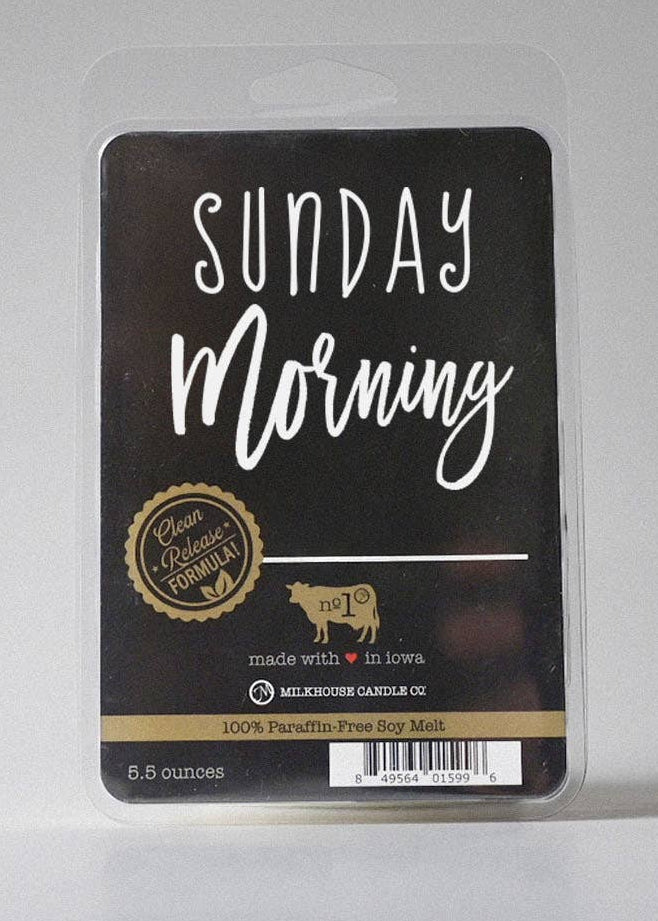 SUNDAY
Morning
Clean
Release
FORMULA!
nº1
made with ♥ in iowa
MILKHOUSE CANDLE CO.
100% Paraffin-Free Soy Melt
5.5 ounces
8 49564 01599 6